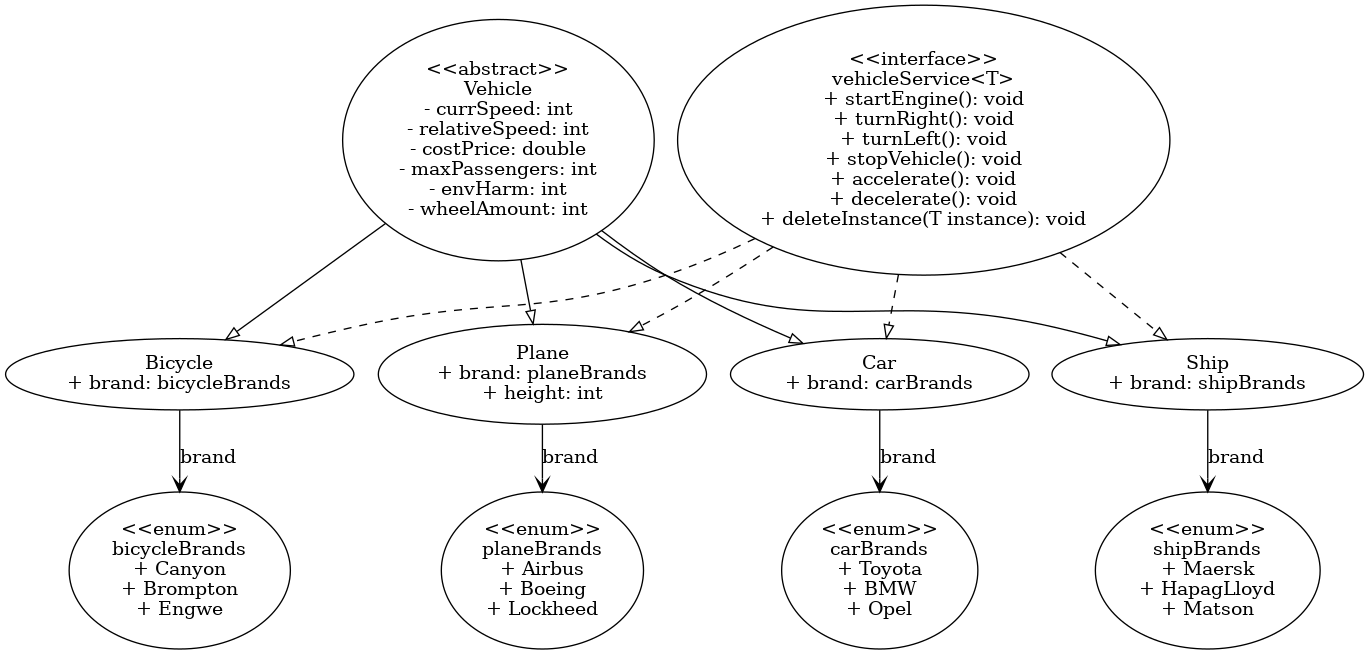 <<abstract>>
Vehicle
- currSpeed: int
- relativeSpeed: int
- costPrice: double
- maxPassengers: int
- envHarm: int
- wheelAmount: int
<<interface>>
vehicleService<T>
+ startEngine(): void
+ turnRight(): void
+ turnLeft(): void
+ stopVehicle(): void
+ accelerate(): void
+ decelerate(): void
+ deleteInstance(T instance): void
Bicycle
+ brand: bicycleBrands
Plane
+ brand: planeBrands
+ height: int
Car
+ brand: carBrands
Ship
+ brand: shipBrands
brand
brand
brand
brand
<<enum>>
bicycleBrands
+ Canyon
+ Brompton
+ Engwe
<<enum>>
planeBrands
+ Airbus
+ Boeing
+ Lockheed
<<enum>>
carBrands
+ Toyota
+ BMW
+ Opel
<<enum>>
shipBrands
+ Maersk
+ HapagLloyd
+ Matson